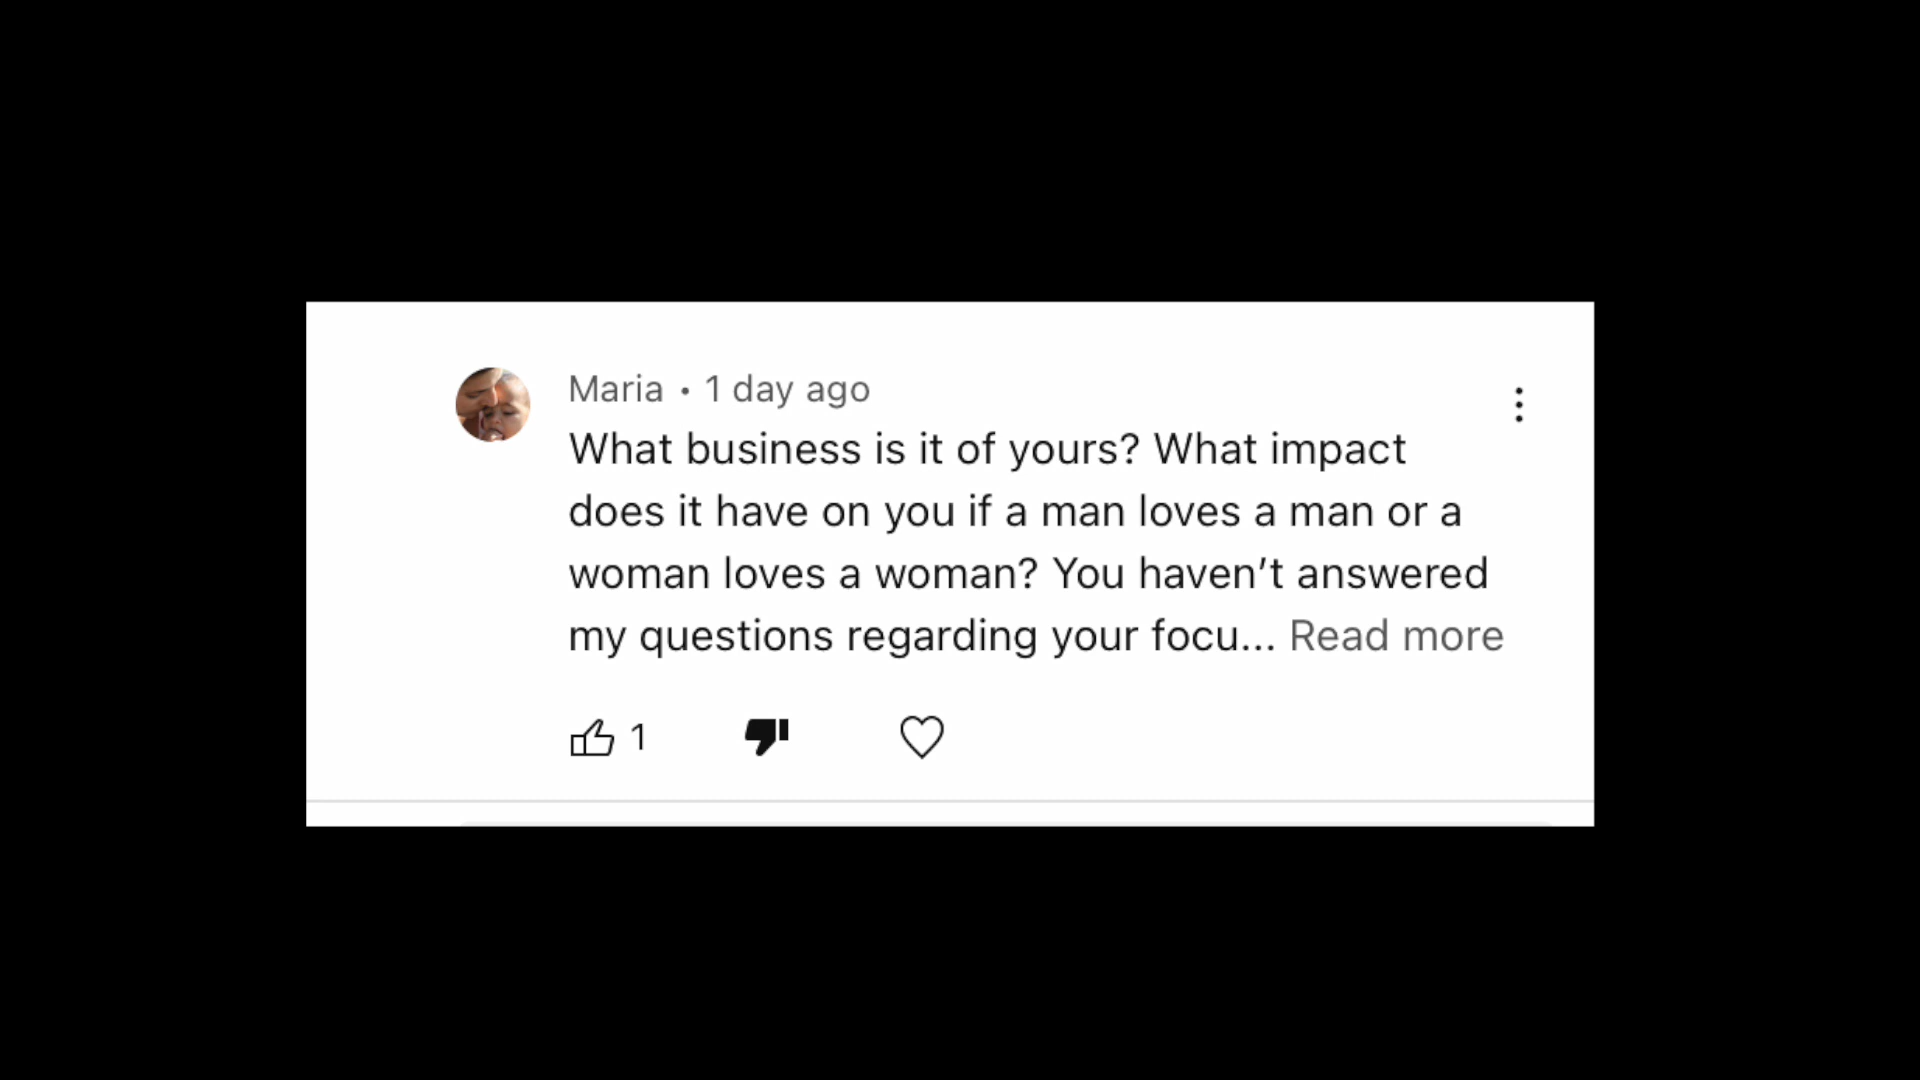 Maria • 1 day ago
What business is it of yours? What impact
does it have on you if a man loves a man or a
woman loves a woman? You haven’t answered
my questions regarding your focu... Read more
1